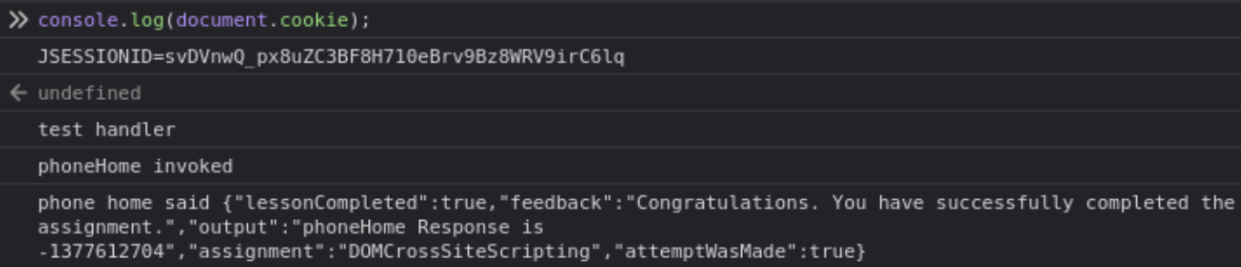 console.log(document.cookie);
JSESSIONID=svDVnwQ_px8uZC3BF8H710eBrv9Bz8WRV9irC6lq
undefined
test handler
phoneHome invoked
phone home said {"lessonCompleted":true,"feedback":"Congratulations. You have successfully completed the
assignment.","output":"phoneHome Response is
-1377612704","assignment":"DOMCrossSiteScripting","attemptWasMade":true}